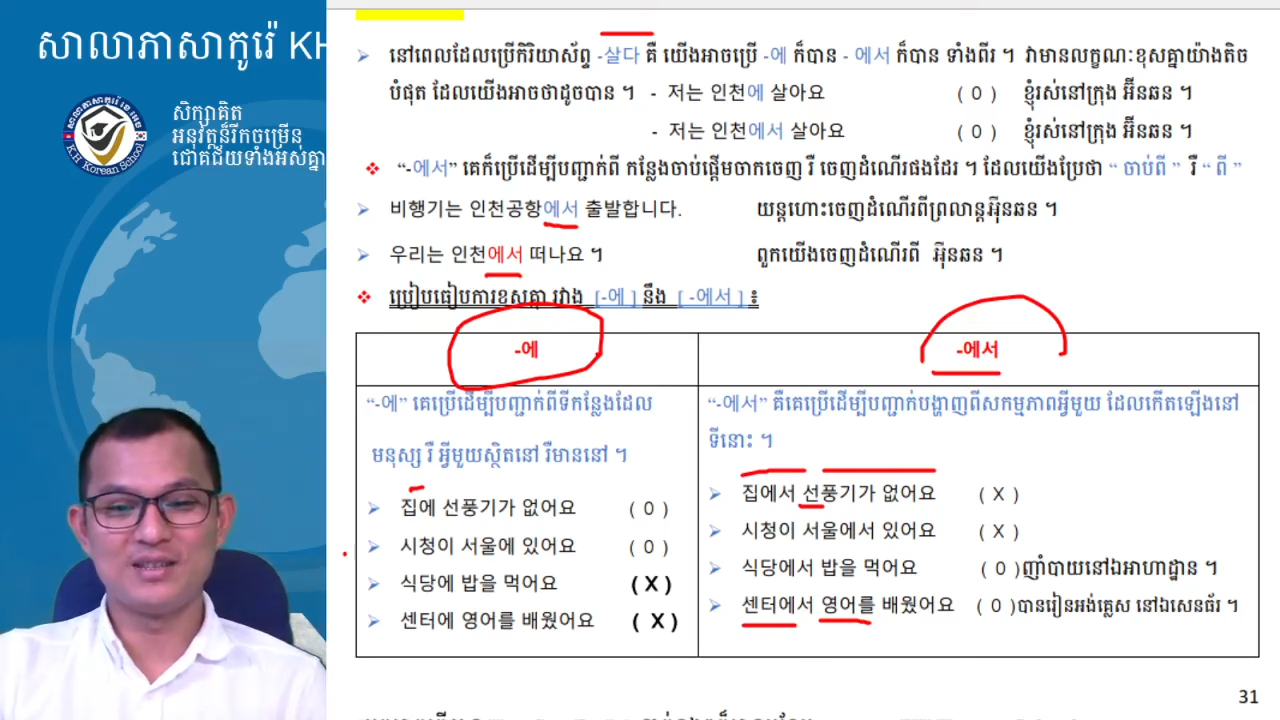 សាលាភាសាកូរ៉េ KH
សិក្សាគិត
អនុវត្តន៍រីកចម្រើន
ជោគជ័យទាំងអស់គ្នា
K.H Korean School
នៅពេលដែលប្រើកិរិយាស័ព្ទ -살다 គឺ យើងអាចប្រើ -에 ក៏បាន - 에서 ក៏បាន ទាំងពីរ ។ វាមានលក្ខណៈខុសគ្នាយ៉ាងតិច
បំផុត ដែលយើងអាចថាដូចបាន ។ - 저는 인천에 살아요 ( O ) ខ្ញុំរស់នៅក្រុង អ៊ីនឆន ។
- 저는 인천에서 살아요 ( O ) ខ្ញុំរស់នៅក្រុង អ៊ីនឆន ។
“-에서” គេក៏ប្រើដើម្បីបញ្ជាក់ពី កន្លែងចាប់ផ្តើមចាកចេញ រឺ ចេញដំណើរផងដែរ ។ ដែលយើងប្រែថា “ ចាប់ពី ” រឺ “ ពី ”
비행기는 인천공항에서 출발합니다. យន្តហោះចេញដំណើរពីព្រលានអ៊ីនឆន ។
우리는 인천에서 떠나요 ។ ពួកយើងចេញដំណើរពី អ៊ីនឆន ។
ប្រៀបធៀបការខុសគ្នា រវាង [-에 ] នឹង [ -에서 ] ៖
-에
-에서
“-에” គេប្រើដើម្បីបញ្ជាក់ពីទីកន្លែងដែល
មនុស្ស រឺ អ្វីមួយស្ថិតនៅ រឺមាននៅ ។
집에 선풍기가 없어요 ( O )
시청이 서울에 있어요 ( O )
식당에 밥을 먹어요 ( X )
센터에 영어를 배웠어요 ( X )
“-에서” គឺគេប្រើដើម្បីបញ្ជាក់បង្ហាញពីសកម្មភាពអ្វីមួយ ដែលកើតឡើងនៅ
ទីនោះ ។
집에서 선풍기가 없어요 ( X )
시청이 서울에서 있어요 ( X )
식당에서 밥을 먹어요 ( O )ញ៉ាំបាយនៅឯអាហាដ្ឋាន ។
센터에서 영어를 배웠어요 ( O )បានរៀនអង់គ្លេស នៅឯសេនធ័រ ។
31